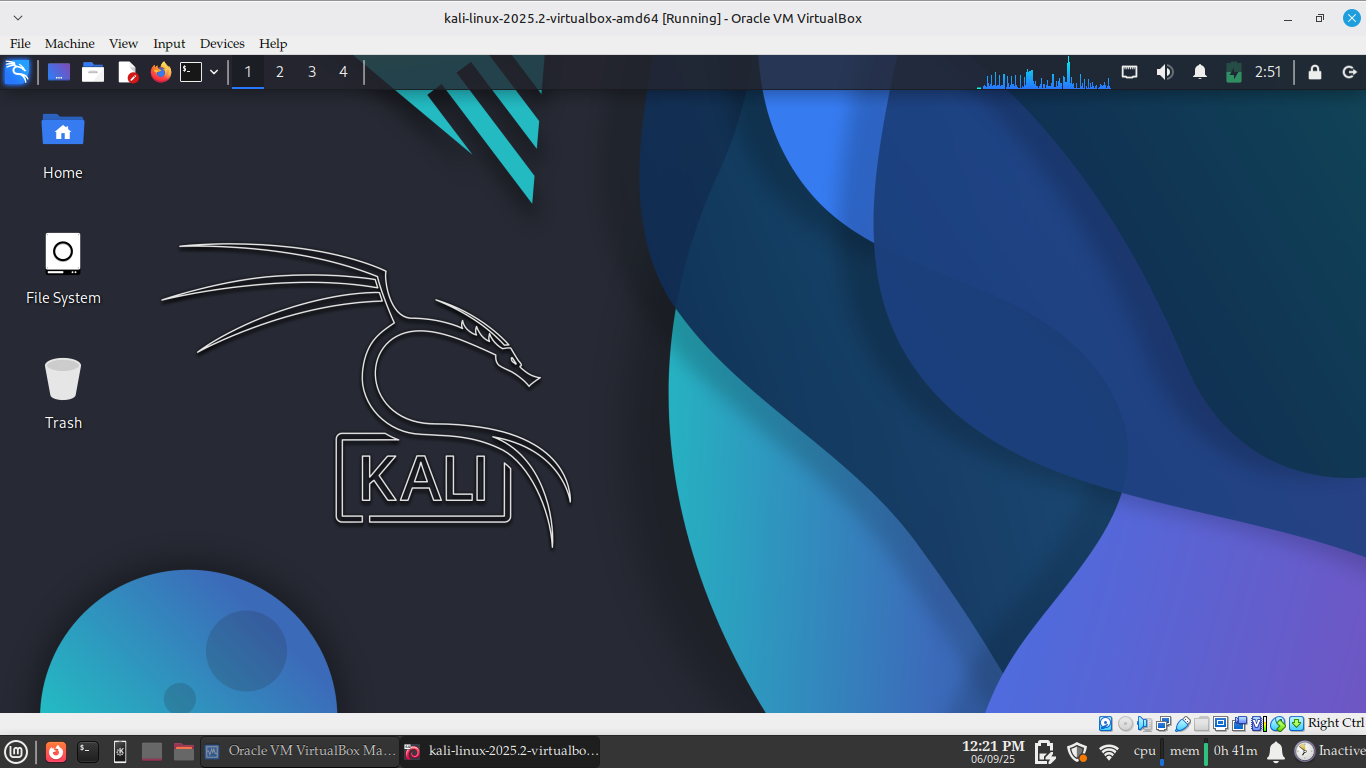 kali-linux-2025.2-virtualbox-amd64 [Running] - Oracle VM VirtualBox
File Machine View Input Devices Help
1 2 3 4 2:51
Home
File System
Trash
KALI
Right Ctrl
Oracle VM VirtualBox Ma... kali-linux-2025.2-virtualbo... 12:21 PM cpu mem 0h 41m Inactive
06/09/25